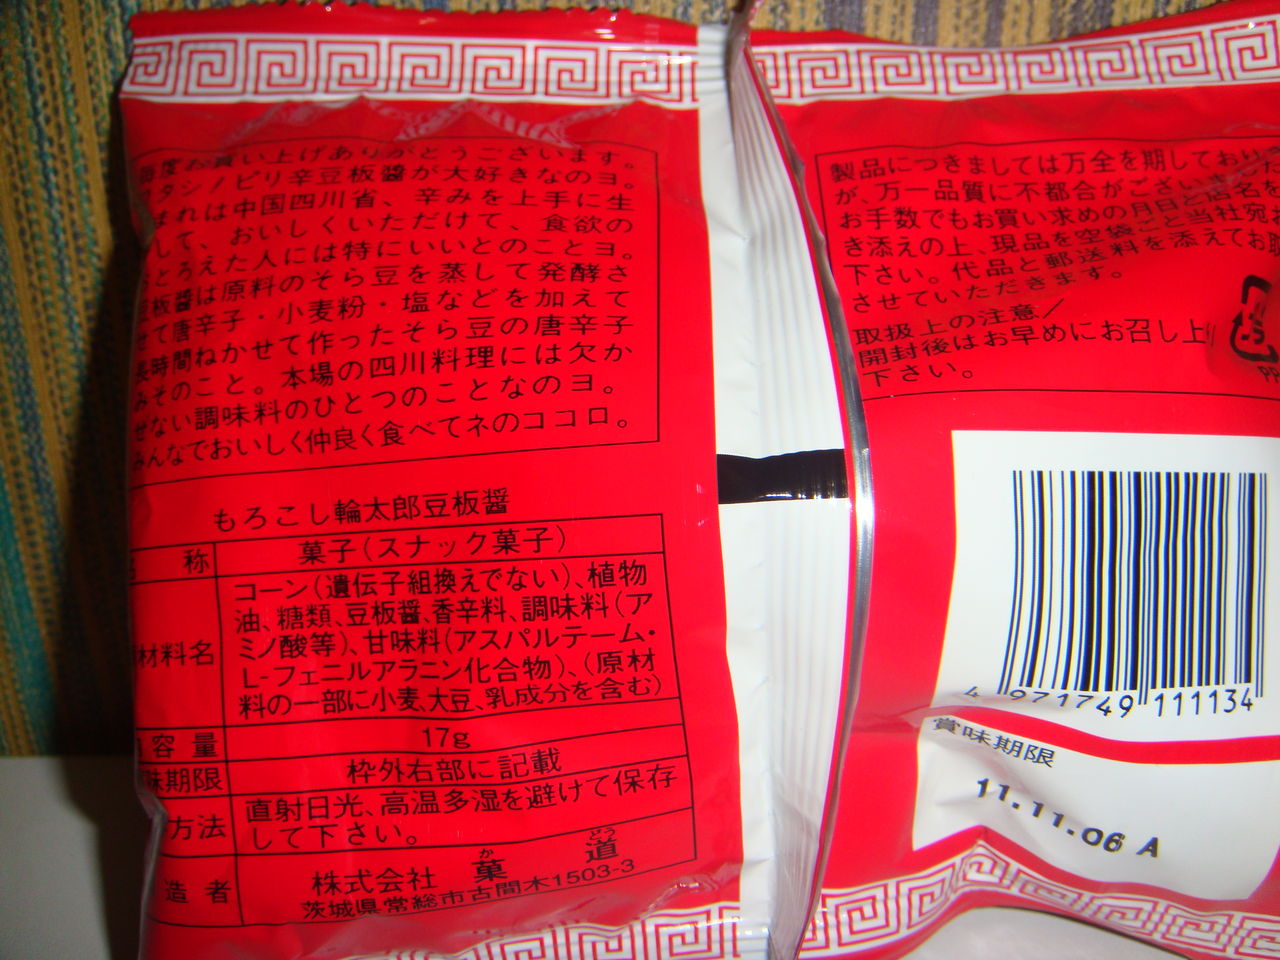 毎度お買い上げありがとうございます。
ワタシ!ピリ辛豆板醤が大好きなのヨ。
まれは中国四川省、辛みを上手に生
して、おいしくいただけて、食欲の
とろえた人には特にいいとのことヨ。
豆板醤は原料のそら豆を蒸して発酵さ
せて唐辛子・小麦粉・塩などを加えて
長時間ねかせて作ったそら豆の唐辛子
みそのこと。本場の四川料理には欠か
ぜない調味料のひとつのことなのヨ。
みんなでおいしく仲良く食べてネのココロ。
もろこし輪太郎豆板醤
名 称 菓子(スナック菓子)
原材料名 コーン(遺伝子組換えでない)、植物
油、糖類、豆板醤、香辛料、調味料(ア
ミノ酸等)、甘味料(アスパルテーム・
L-フェニルアラニン化合物)、(原材
料の一部に小麦、大豆、乳成分を含む)
内容量 17g
味期限 枠外右部に記載
方法 直射日光、高温多湿を避けて保存
して下さい。
造者 株式会社 菓道
かどう
茨城県常総市古間木1503-3
製品につきましては万全を期しており
が、万一品質に不都合がございました
お手数でもお買い求めの月日と店名を
き添えの上、現品を空袋ごと当社宛
下さい。代品と郵送料を添えてお
させていただきます。
取扱上の注意/
開封後はお早めにお召し上り
下さい。
4 971749 111134
賞味期限
11.11.06 A